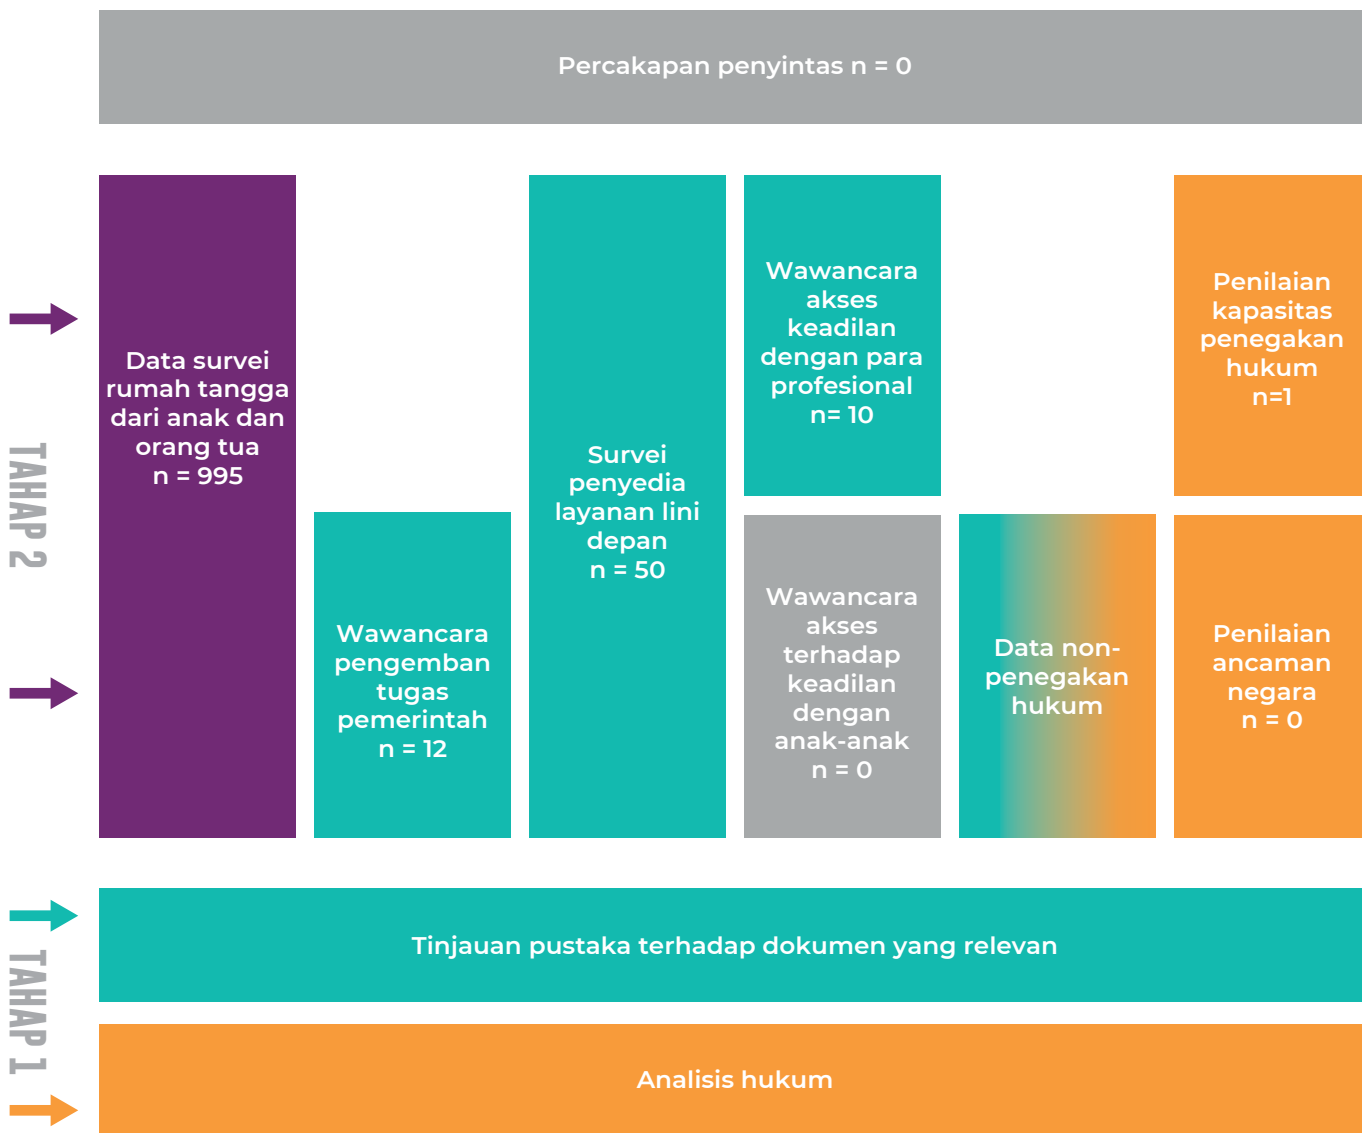 Percakapan penyintas n = 0
TAHAP 2
Data survei
rumah tangga
dari anak dan
orang tua
n = 995
Wawancara
pengemban
tugas
pemerintah
n = 12
Survei
penyedia
layanan lini
depan
n = 50
Wawancara
akses
keadilan
dengan para
profesional
n= 10
Wawancara
akses
terhadap
keadilan
dengan
anak-anak
n = 0
Data non-
penegakan
hukum
Penilaian
kapasitas
penegakan
hukum
n=1
Penilaian
ancaman
negara
n = 0
TAHAP 1
Tinjauan pustaka terhadap dokumen yang relevan
Analisis hukum